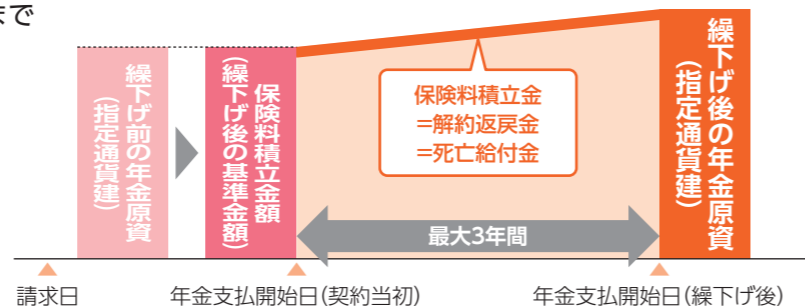 まで
繰下げ前の年金原資
(指定通貨建)
保険料積立金額
(繰下げ後の基準金額)
保険料積立金
=解約返戻金
=死亡給付金
繰下げ後の年金原資
(指定通貨建)
最大3年間
請求日
年金支払開始日(契約当初)
年金支払開始日(繰下げ後)